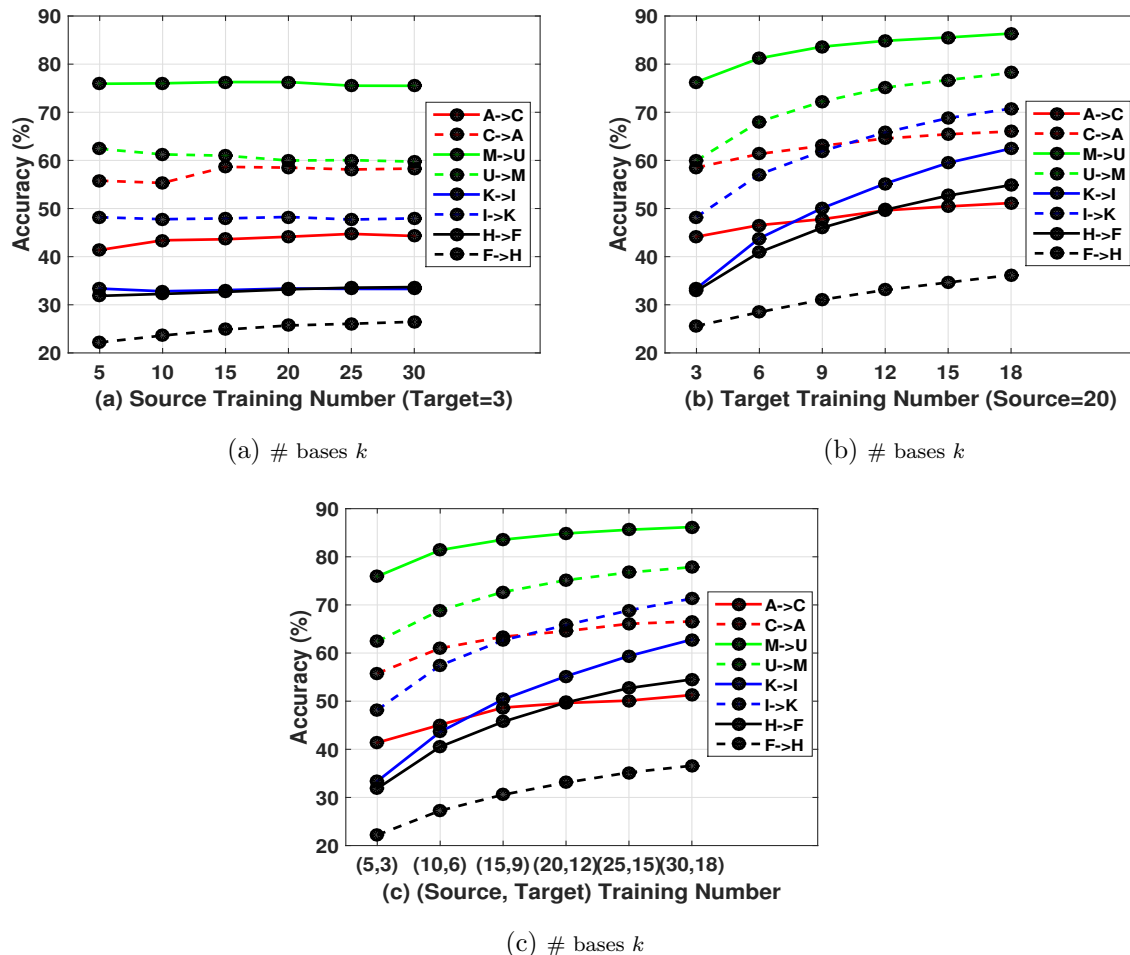 90
80
70
60
50
40
30
20
Accuracy (%)
5 10 15 20 25 30
(a) Source Training Number (Target=3)
A->C
C->A
M->U
U->M
K->I
I->K
H->F
F->H
(a) # bases k
90
80
70
60
50
40
30
20
Accuracy (%)
3 6 9 12 15 18
(b) Target Training Number (Source=20)
A->C
C->A
M->U
U->M
K->I
I->K
H->F
F->H
(b) # bases k
90
80
70
60
50
40
30
20
Accuracy (%)
(5,3) (10,6) (15,9) (20,12) (25,15) (30,18)
(c) (Source, Target) Training Number
A->C
C->A
M->U
U->M
K->I
I->K
H->F
F->H
(c) # bases k